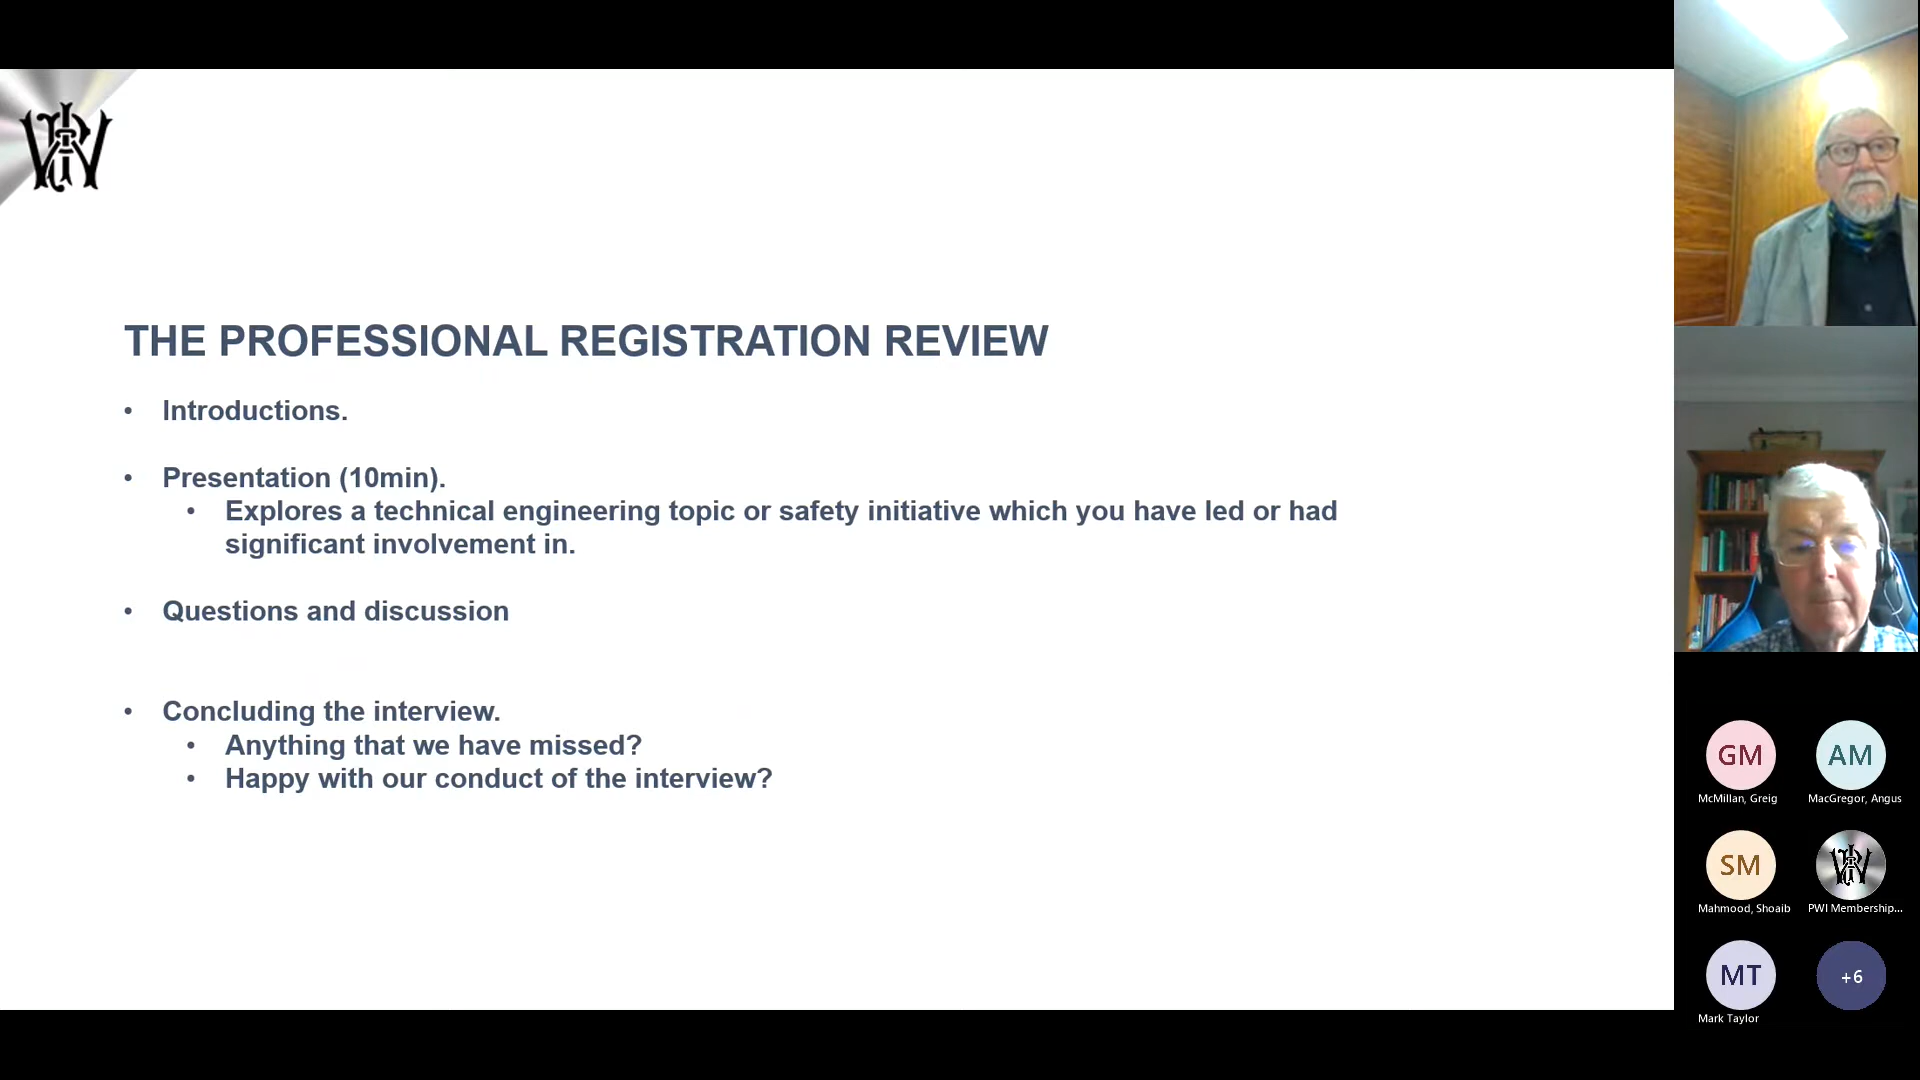 THE PROFESSIONAL REGISTRATION REVIEW
• Introductions.
• Presentation (10min).
• Explores a technical engineering topic or safety initiative which you have led or had
significant involvement in.
• Questions and discussion
• Concluding the interview.
• Anything that we have missed?
• Happy with our conduct of the interview?
GM
AM
McMillan, Greig
MacGregor, Angus
SM
Mahmood, Shoaib
PWI Membership...
MT
+6
Mark Taylor